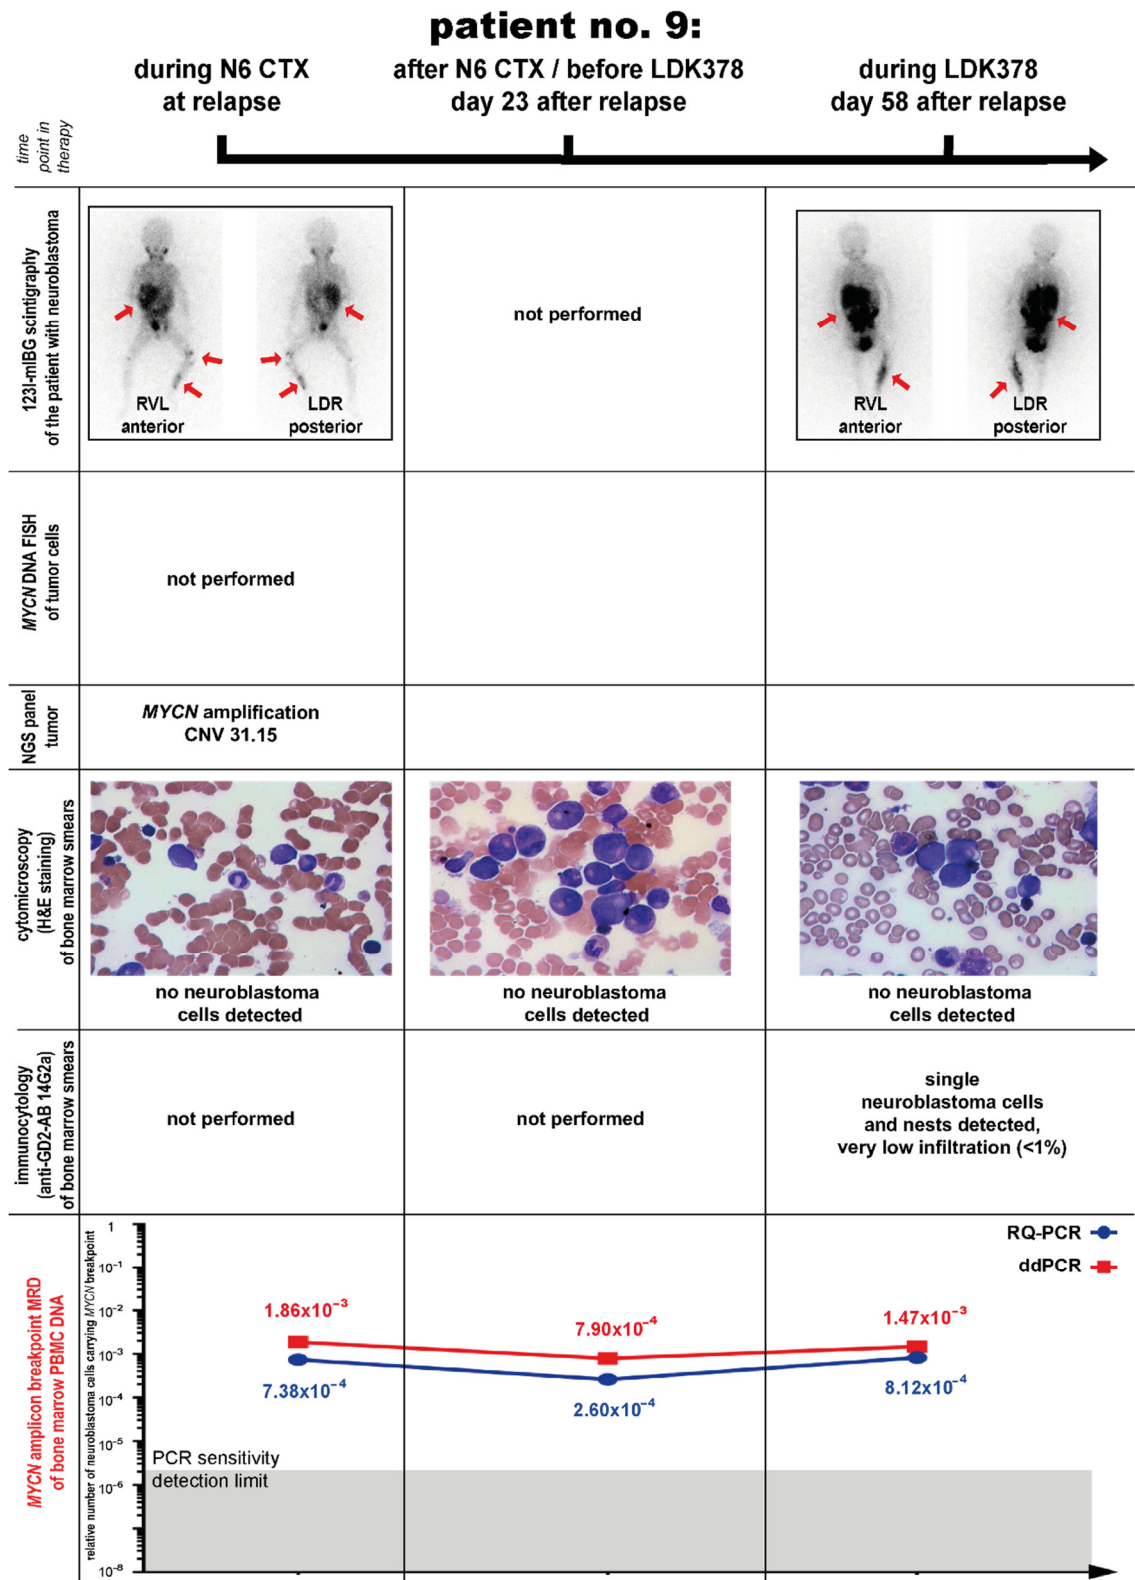 patient no. 9:
during N6 CTX
at relapse
after N6 CTX / before LDK378
day 23 after relapse
during LDK378
day 58 after relapse
time
point in
therapy
123I-mIBG scintigraphy
of the patient with neuroblastoma
RVL
anterior
LDR
posterior
not performed
RVL
anterior
LDR
posterior
MYCN DNA FISH
of tumor cells
not performed
NGS panel
tumor
MYCN amplification
CNV 31.15
cytomicroscopy
(H&E staining)
of bone marrow smears
no neuroblastoma
cells detected
no neuroblastoma
cells detected
no neuroblastoma
cells detected
immunocytology
(anti-GD2-AB 14G2a)
of bone marrow smears
not performed
not performed
single
neuroblastoma cells
and nests detected,
very low infiltration (<1%)
MYCN amplicon breakpoint MRD
of bone marrow PBMC DNA
relative number of neuroblastoma cells carrying MYCN breakpoint
1
10⁻¹
10⁻²
10⁻³
10⁻⁴
10⁻⁵
10⁻⁶
10⁻⁸
RQ-PCR
ddPCR
1.86x10⁻³
7.90x10⁻⁴
1.47x10⁻³
7.38x10⁻⁴
2.60x10⁻⁴
8.12x10⁻⁴
PCR sensitivity
detection limit